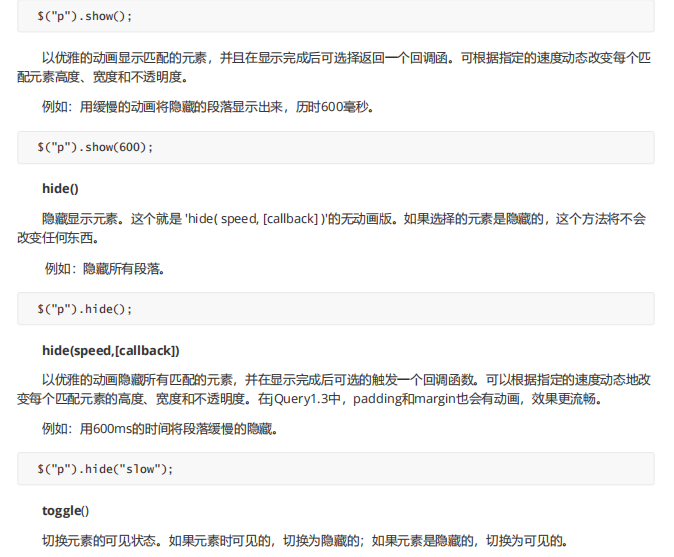 $("p").show();
以优雅的动画显示匹配的元素，并且在显示完成后可选择返回一个回调函。可根据指定的速度动态改变每个匹
配元素高度、宽度和不透明度。
例如：用缓慢的动画将隐藏的段落显示出来，历时600毫秒。
$("p").show(600);
hide()
隐藏显示元素。这个就是 'hide( speed, [callback] )'的无动画版。如果选择的元素是隐藏的，这个方法将不会
改变任何东西。
例如：隐藏所有段落。
$("p").hide();
hide(speed,[callback])
以优雅的动画隐藏所有匹配的元素，并在显示完成后可选的触发一个回调函数。可以根据指定的速度动态地改
变每个匹配元素的高度、宽度和不透明度。在jQuery1.3中，padding和margin也会有动画，效果更流畅。
例如：用600ms的时间将段落缓慢的隐藏。
$("p").hide("slow");
toggle()
切换元素的可见状态。如果元素时可见的，切换为隐藏的；如果元素是隐藏的，切换为可见的。